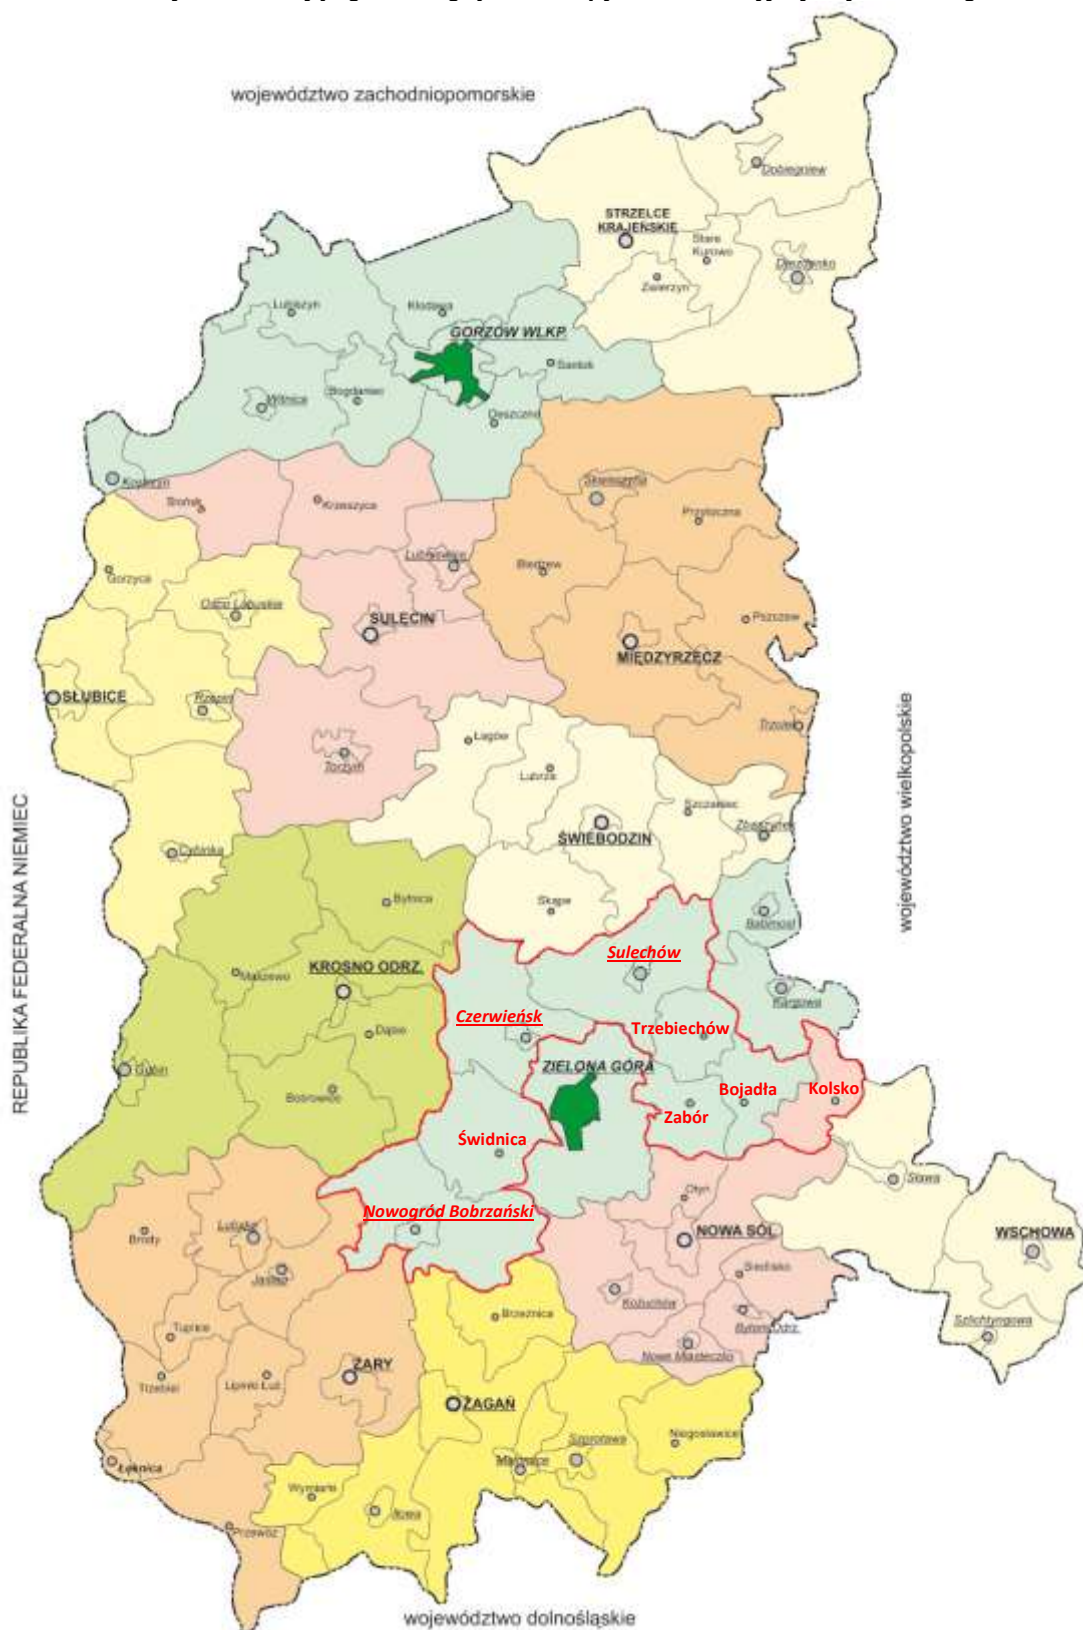 województwo zachodniopomorskie
Dobiegniew
STRZELCE
KRAJEŃSKIE
Stare
Kurowo
Drezdenko
Zwierzyn
Lubiszyn
Kłodawa
GORZÓW WLKP.
Santok
Witnica
Bogdaniec
Deszczno
Kostrzyn
Słońsk
Krzeszyce
Skwierzyna
Przytoczna
Lubniewice
Bledzew
Górzyca
Ośno Lubuskie
SULĘCIN
Pszczew
MIĘDZYRZECZ
SŁUBICE
Rzepin
Trzciel
Torzym
Łagów
Lubrza
województwo wielkopolskie
REPUBLIKA FEDERALNA NIEMIEC
Szczaniec
Zbąszynek
ŚWIEBODZIN
Cybinka
Bytnica
Skąpe
Babimost
Sulechów
KROSNO ODRZ.
Maszewo
Kargowa
Czerwieńsk
Trzebiechów
Dąbie
Gubin
ZIELONA GÓRA
Bobrowice
Bojadła
Kolsko
Zabór
Świdnica
Sława
Otyń
Nowogród Bobrzański
Brody
Lubsko
NOWA SÓL
WSCHOWA
Jasień
Siedlisko
Kożuchów
Bytom Odrz.
Szlichtyngowa
Brzeźnica
Tuplice
Nowe Miasteczko
Trzebiel
Lipinki Łuż.
ŻARY
ŻAGAŃ
Niegosławice
Szprotawa
Łęknica
Małomice
Wymiarki
Iłowa
Przewóz
województwo dolnośląskie